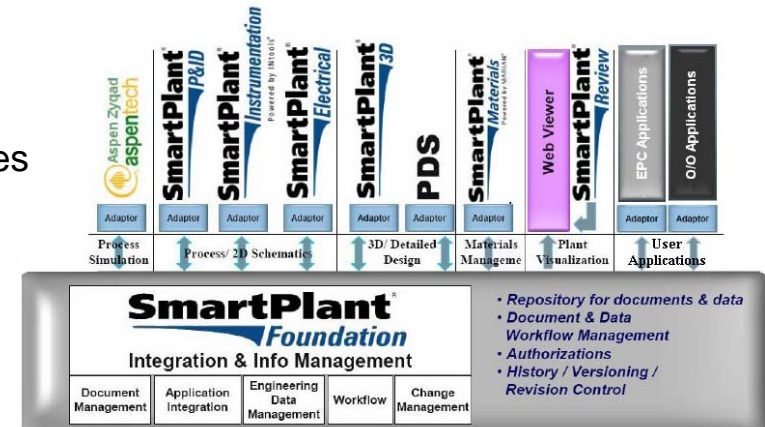 es
Aspen Zyqad
aspentech
SmartPlant
P&ID
SmartPlant
Instrumentation
Powered by INtools®
SmartPlant
Electrical
SmartPlant
3D
PDS
SmartPlant
Materials
Powered by MARIAN®
Web Viewer
SmartPlant
Review
EPC Applications
O/O Applications
Adaptor
Adaptor
Adaptor
Adaptor
Adaptor
Adaptor
Adaptor
Adaptor
Adaptor
Process
Simulation
Process/ 2D Schematics
3D/ Detailed
Design
Materials
Manageme
Plant
Visualization
User
Applications
SmartPlant®
Foundation
Integration & Info Management
Document
Management
Application
Integration
Engineering
Data
Management
Workflow
Change
Management
• Repository for documents & data
• Document & Data
Workflow Management
• Authorizations
• History / Versioning /
Revision Control